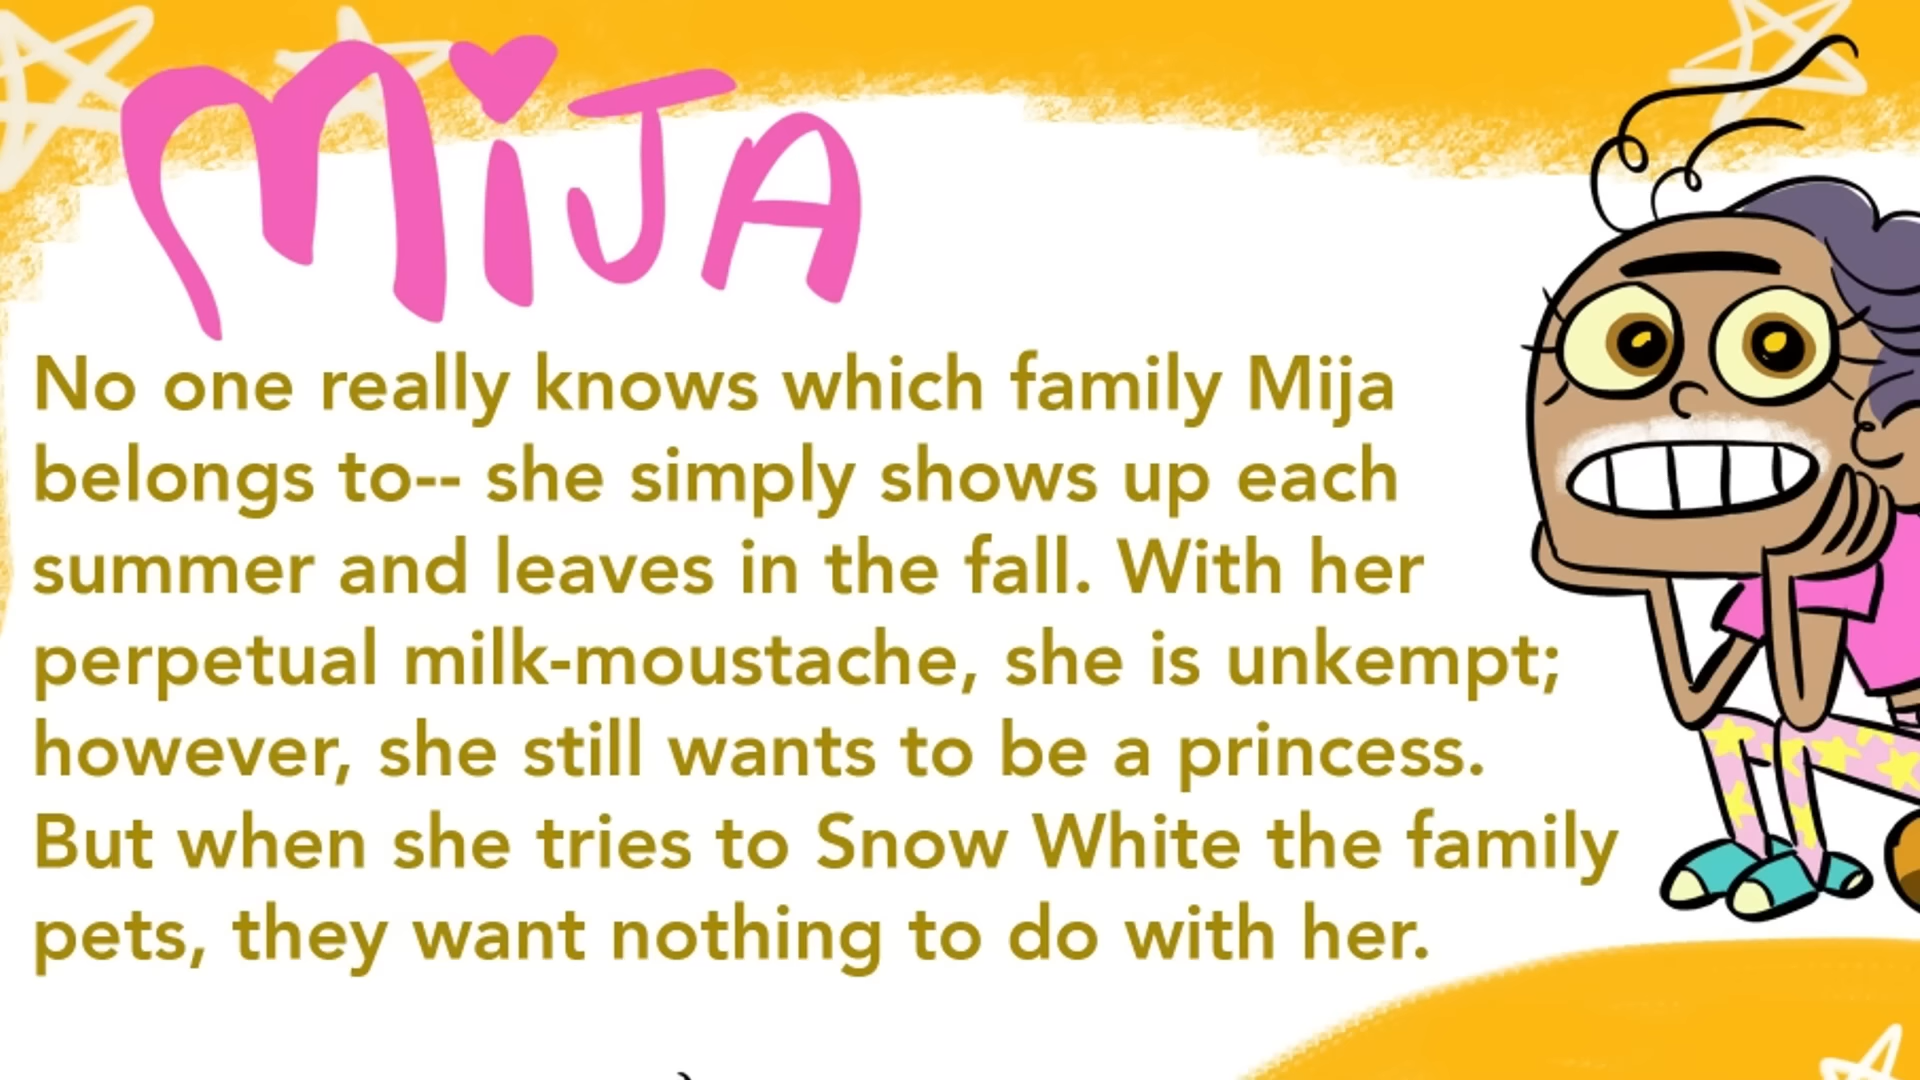 MiJA
No one really knows which family Mija
belongs to-- she simply shows up each
summer and leaves in the fall. With her
perpetual milk-moustache, she is unkempt;
however, she still wants to be a princess.
But when she tries to Snow White the family
pets, they want nothing to do with her.